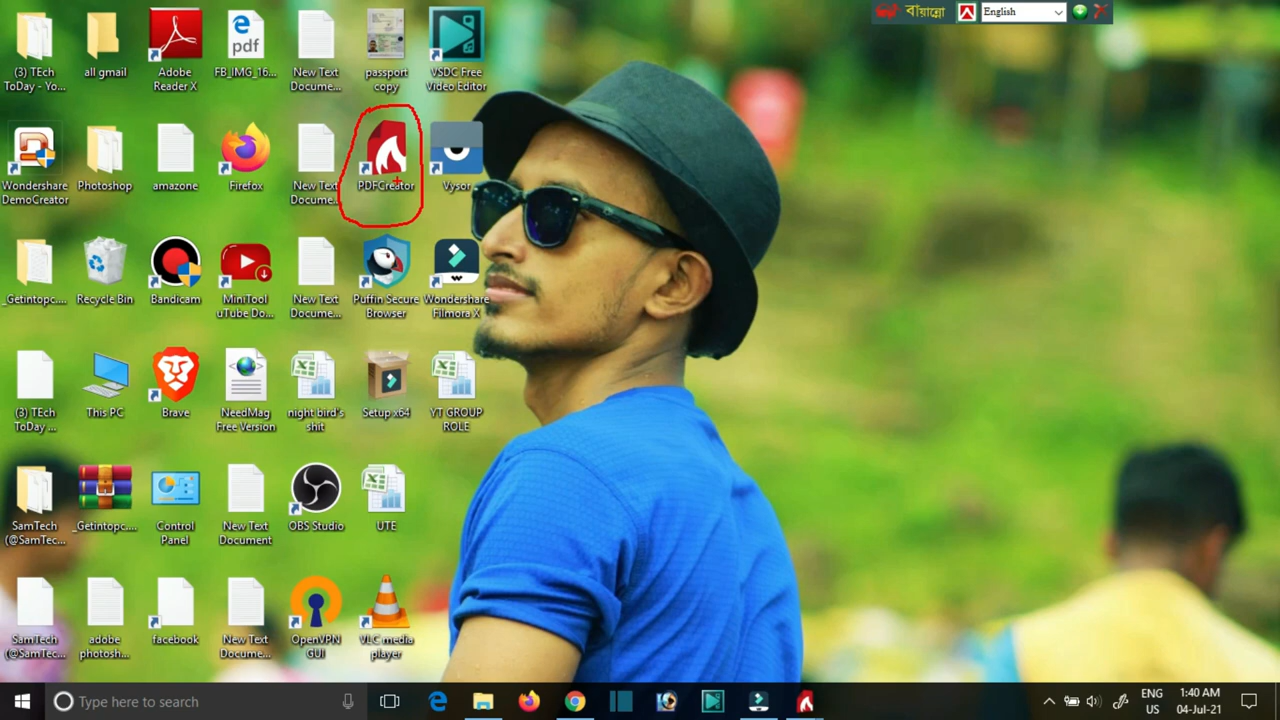 বায়ান্নো
English
(3) TEch
ToDay - Yo...
all gmail
Adobe
Reader X
pdf
FB_IMG_16...
New Text
Docume...
passport
copy
VSDC Free
Video Editor
Wondershare
DemoCreator
Photoshop
amazone
Firefox
New Text
Docume...
PDFCreator
Vysor
_Getintopc....
Recycle Bin
Bandicam
MiniTool
uTube Do...
New Text
Docume...
Puffin Secure
Browser
Wondershare
Filmora X
(3) TEch
ToDay ...
This PC
Brave
NeedMag
Free Version
night bird's
shit
Setup x64
YT GROUP
ROLE
SamTech
(@SamTec...
_Getintopc....
Control
Panel
New Text
Document
OBS Studio
UTE
SamTech
(@SamTec...
adobe
photosh...
facebook
New Text
Docume...
OpenVPN
GUI
VLC media
player
Type here to search
ENG
US
1:40 AM
04-Jul-21